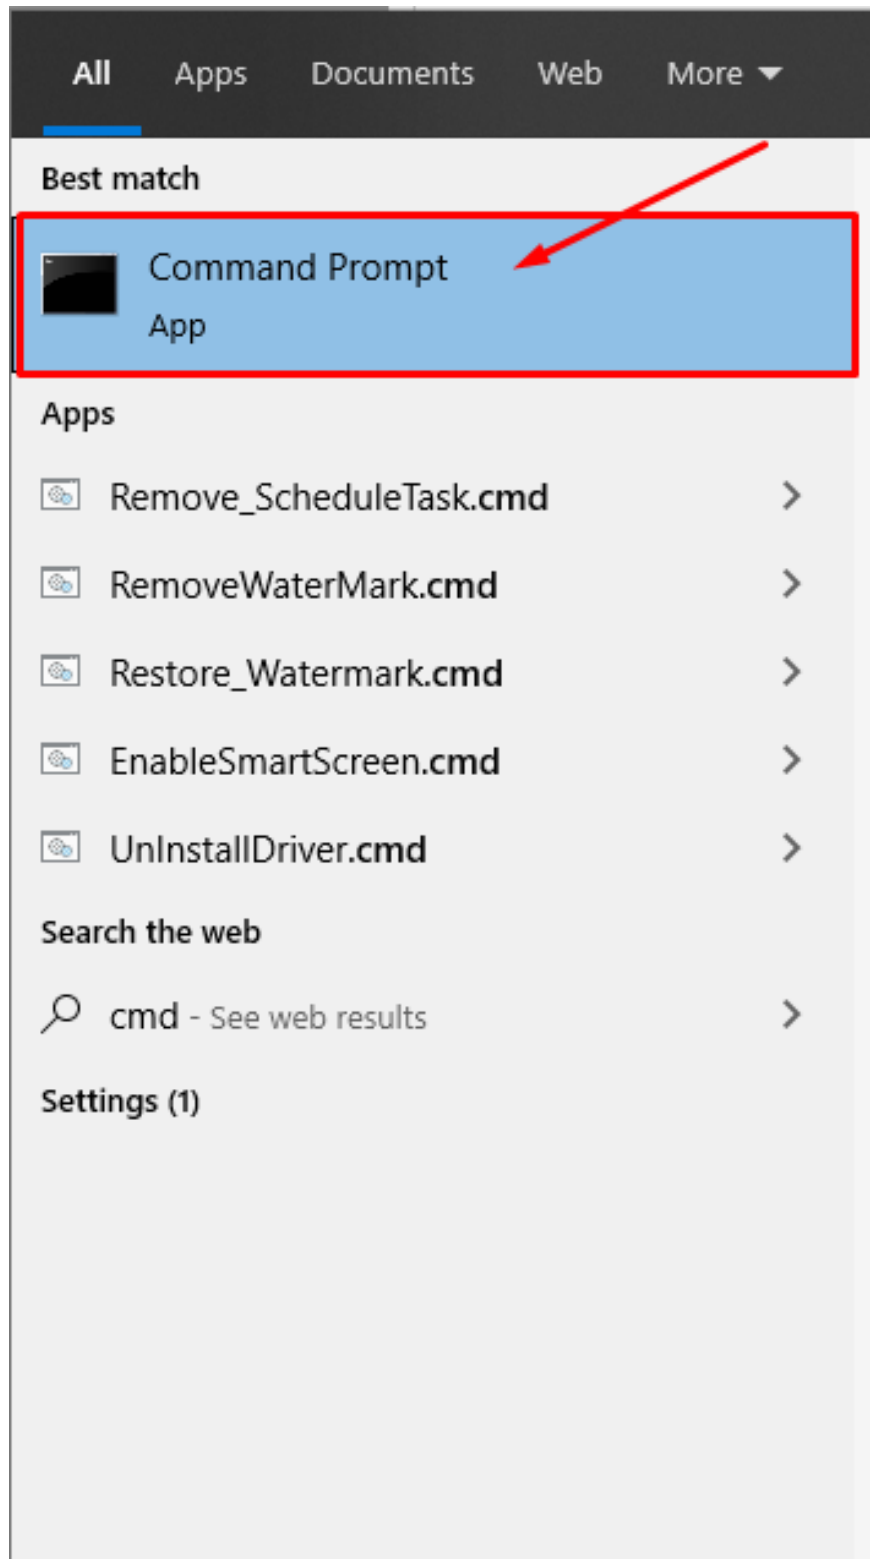 All Apps Documents Web More
Best match
Command Prompt
App
Apps
Remove_ScheduleTask.cmd
RemoveWaterMark.cmd
Restore_Watermark.cmd
EnableSmartScreen.cmd
UnInstallDriver.cmd
Search the web
cmd - See web results
Settings (1)